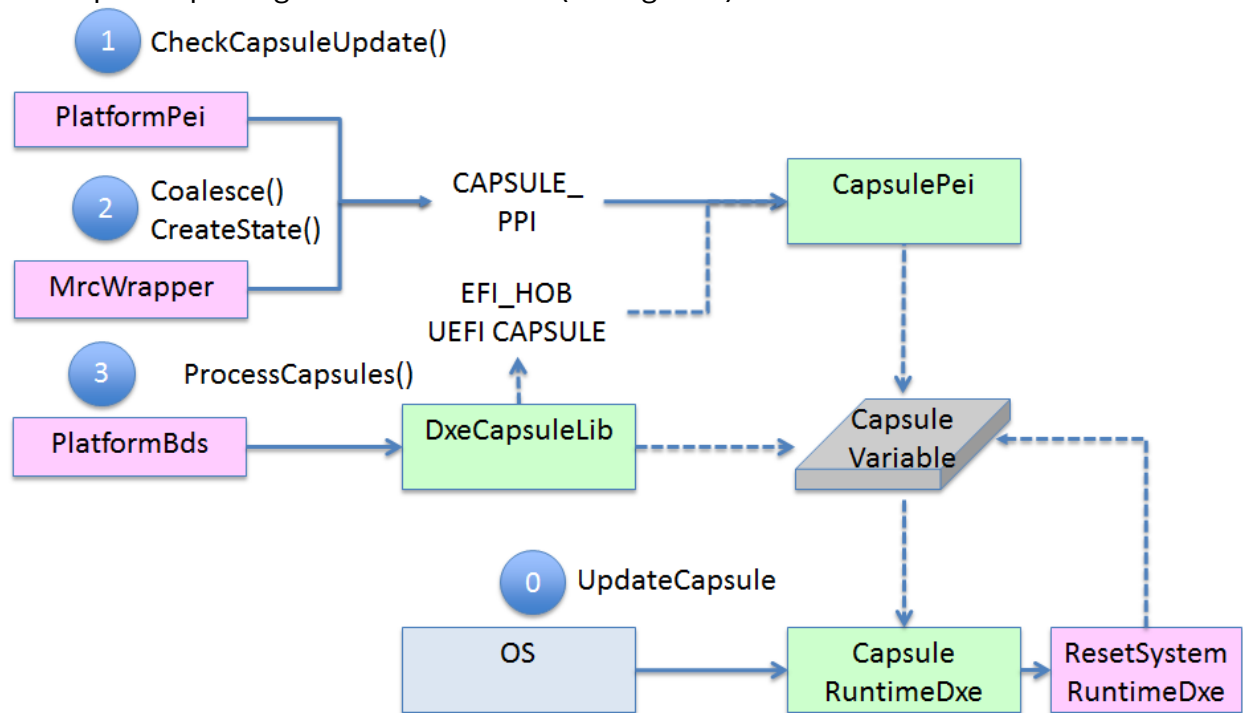 1
CheckCapsuleUpdate()
PlatformPei
2
Coalesce()
CreateState()
CAPSULE_
PPI
CapsulePei
MrcWrapper
EFI_HOB
UEFI CAPSULE
3
ProcessCapsules()
PlatformBds
DxeCapsuleLib
Capsule
Variable
0
UpdateCapsule
OS
Capsule
RuntimeDxe
ResetSystem
RuntimeDxe